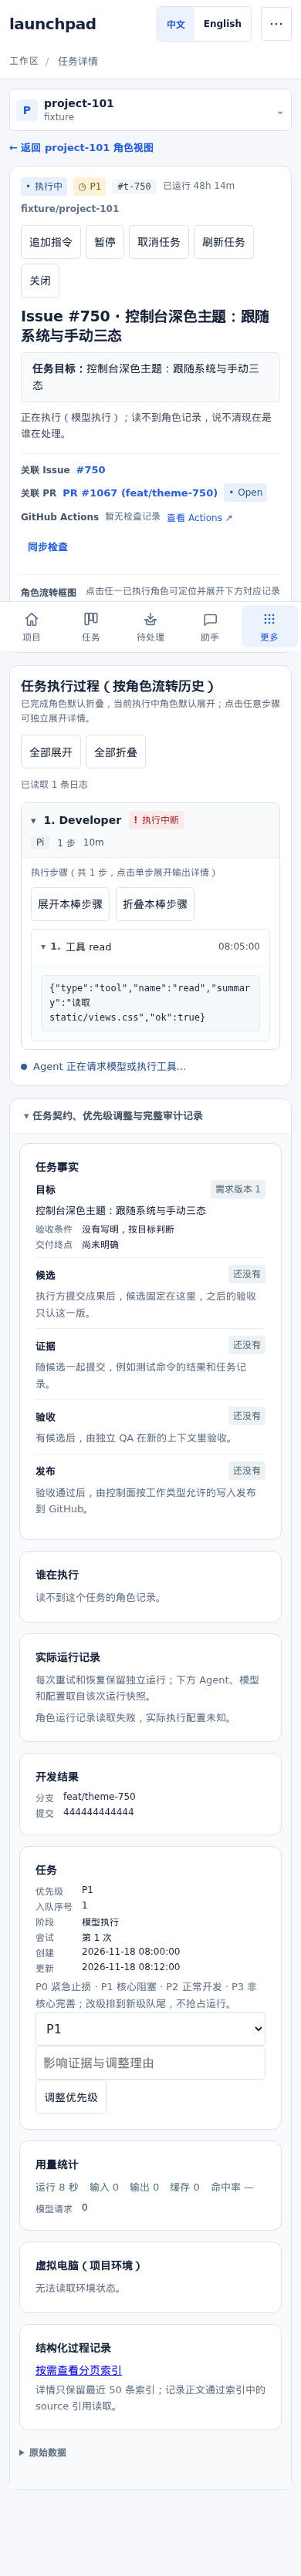 launchpad
中文
English
···
工作区 / 任务详情
P
project-101
fixture
← 返回 project-101 角色视图
• 执行中
◷ P1
#t-750
已运行 48h 14m
fixture/project-101
追加指令
暂停
取消任务
刷新任务
关闭
Issue #750 · 控制台深色主题：跟随
系统与手动三态
任务目标：控制台深色主题：跟随系统与手动三
态
正在执行（模型执行）；读不到角色记录，说不清现在是
谁在处理。
关联 Issue #750
关联 PR PR #1067 (feat/theme-750) • Open
GitHub Actions 暂无检查记录 查看 Actions ↗
同步检查
角色流转框图 点击任一已执行角色可定位并展开下方对应记录
项目
任务
待处理
助手
更多
任务执行过程（按角色流转历史）
已完成角色默认折叠，当前执行中角色默认展开；点击任意步骤
可独立展开详情。
全部展开
全部折叠
已读取 1 条日志
▾ 1. Developer ! 执行中断
Pi 1 步 10m
执行步骤（共 1 步，点击单步展开输出详情）
展开本棒步骤
折叠本棒步骤
▾ 1. 工具 read 08:05:00
{"type":"tool","name":"read","summar
y":"读取
static/views.css","ok":true}
Agent 正在请求模型或执行工具…
▾ 任务契约、优先级调整与完整审计记录
任务事实
目标 需求版本 1
控制台深色主题：跟随系统与手动三态
验收条件 没有写明，按目标判断
交付终点 尚未明确
候选 还没有
执行方提交成果后，候选固定在这里，之后的验收
只认这一版。
证据 还没有
随候选一起提交，例如测试命令的结果和任务记
录。
验收 还没有
有候选后，由独立 QA 在新的上下文里验收。
发布 还没有
验收通过后，由控制面按工作类型允许的写入发布
到 GitHub。
谁在执行
读不到这个任务的角色记录。
实际运行记录
每次重试和恢复保留独立运行；下方 Agent、模型
和配置取自该次运行快照。
角色运行记录读取失败，实际执行配置未知。
开发结果
分支 feat/theme-750
提交 444444444444
任务
优先级 P1
入队序号 1
阶段 模型执行
尝试 第 1 次
创建 2026-11-18 08:00:00
更新 2026-11-18 08:12:00
P0 紧急止损 · P1 核心阻塞 · P2 正常开发 · P3 非
核心完善；改级排到新级队尾，不抢占运行。
P1
影响证据与调整理由
调整优先级
用量统计
运行 8 秒 输入 0 输出 0 缓存 0 命中率 —
模型请求 0
虚拟电脑（项目环境）
无法读取环境状态。
结构化过程记录
按需查看分页索引
详情只保留最近 50 条索引；记录正文通过索引中的
source 引用读取。
▸ 原始数据